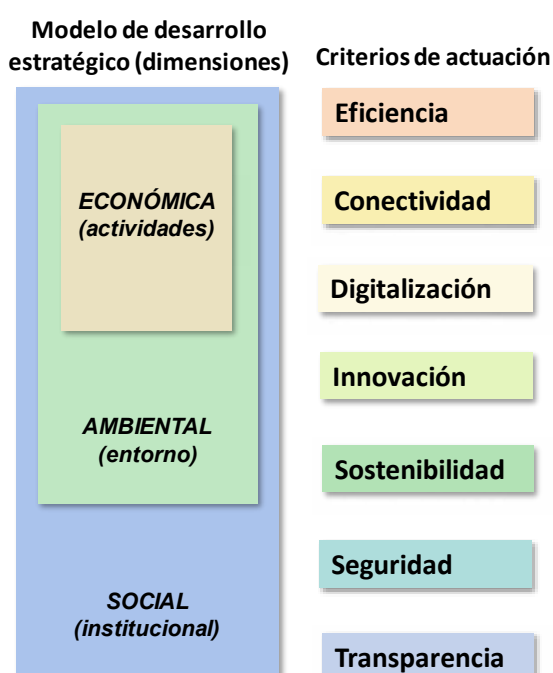 Modelo de desarrollo
estratégico (dimensiones)
Criterios de actuación
ECONÓMICA
(actividades)
AMBIENTAL
(entorno)
SOCIAL
(institucional)
Eficiencia
Conectividad
Digitalización
Innovación
Sostenibilidad
Seguridad
Transparencia